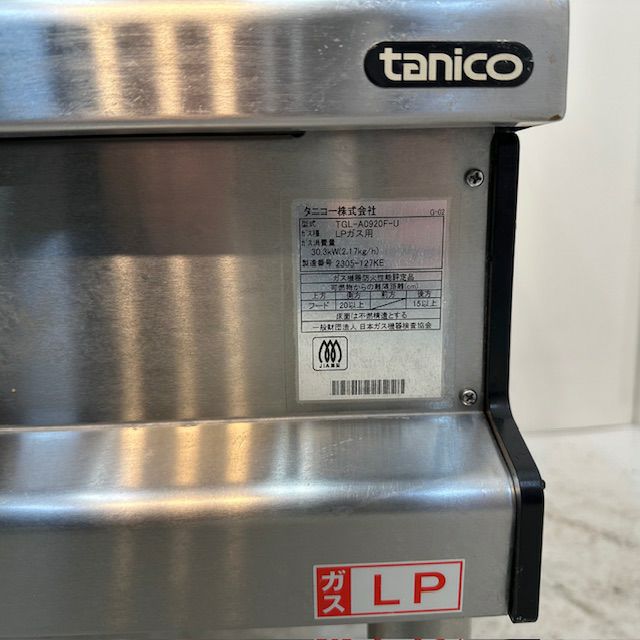 tanico
タニコー株式会社 G-02
型式 TGL-A0920F-U
ガス種 LPガス用
ガス消費量
30.3kW(2.17kg/h)
製造番号 2305-127KE
ガス機器防火性能評定品
可燃物からの離隔距離(cm)
上方 側方 前方 後方
フード 20以上 15以上
床面は不燃構造とする
一般財団法人 日本ガス機器検査協会
ガス LP